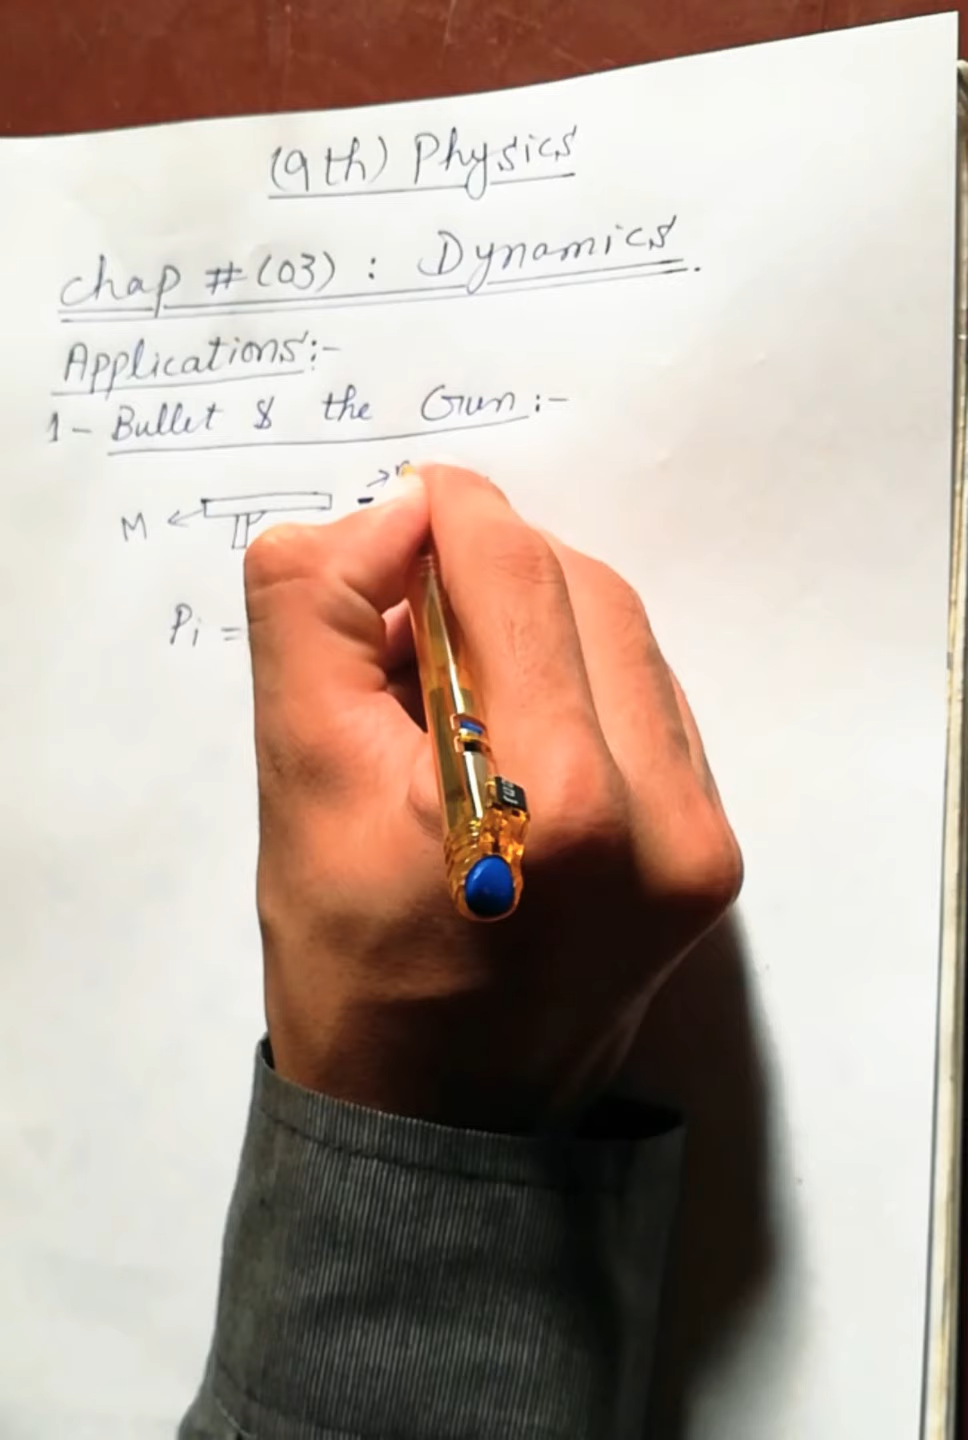 (9th) Physics
Chap # (03) : Dynamics.
Applications:-
1- Bullet & the Gun:-
M
Pi =